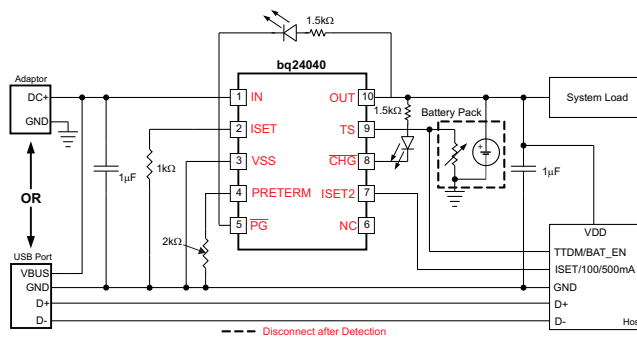 1.5kΩ
bq24040
Adaptor
DC+
GND
OR
USB Port
VBUS
GND
D+
D-
1μF
1kΩ
2kΩ
1 IN
2 ISET
3 VSS
4 PRETERM
5 PG
OUT 10
TS 9
CHG 8
ISET2 7
NC 6
1.5kΩ
Battery Pack
System Load
1μF
VDD
TTDM/BAT_EN
ISET/100/500mA
GND
D+
D-
Disconnect after Detection